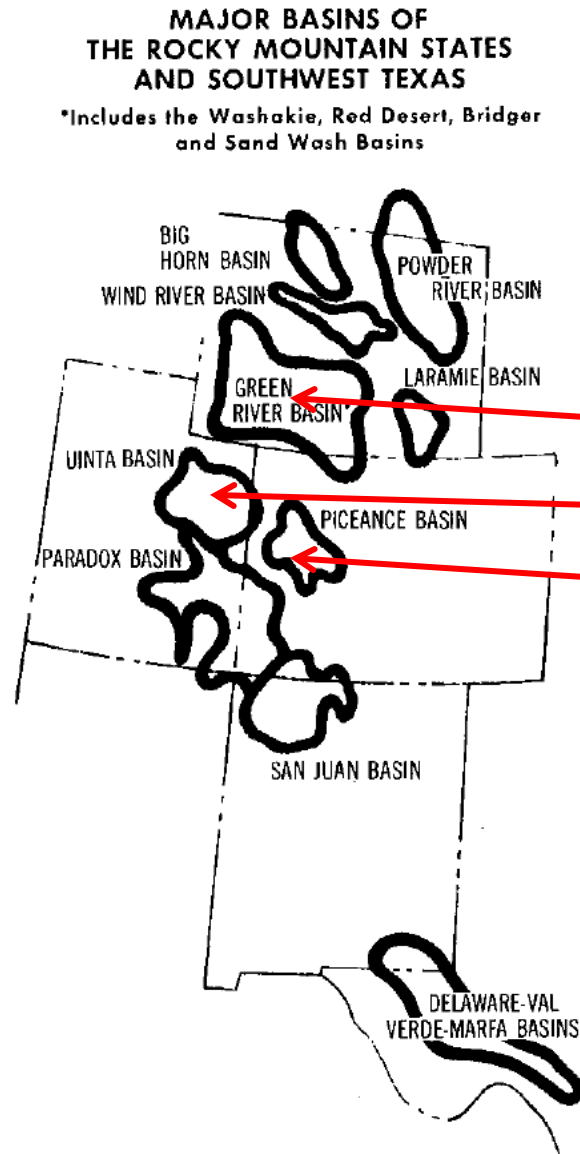 MAJOR BASINS OF
THE ROCKY MOUNTAIN STATES
AND SOUTHWEST TEXAS
*Includes the Washakie, Red Desert, Bridger
and Sand Wash Basins
BIG
HORN BASIN
POWDER
RIVER BASIN
WIND RIVER BASIN
LARAMIE BASIN
GREEN
RIVER BASIN*
UINTA BASIN
PICEANCE BASIN
PARADOX BASIN
SAN JUAN BASIN
DELAWARE-VAL
VERDE-MARFA BASINS